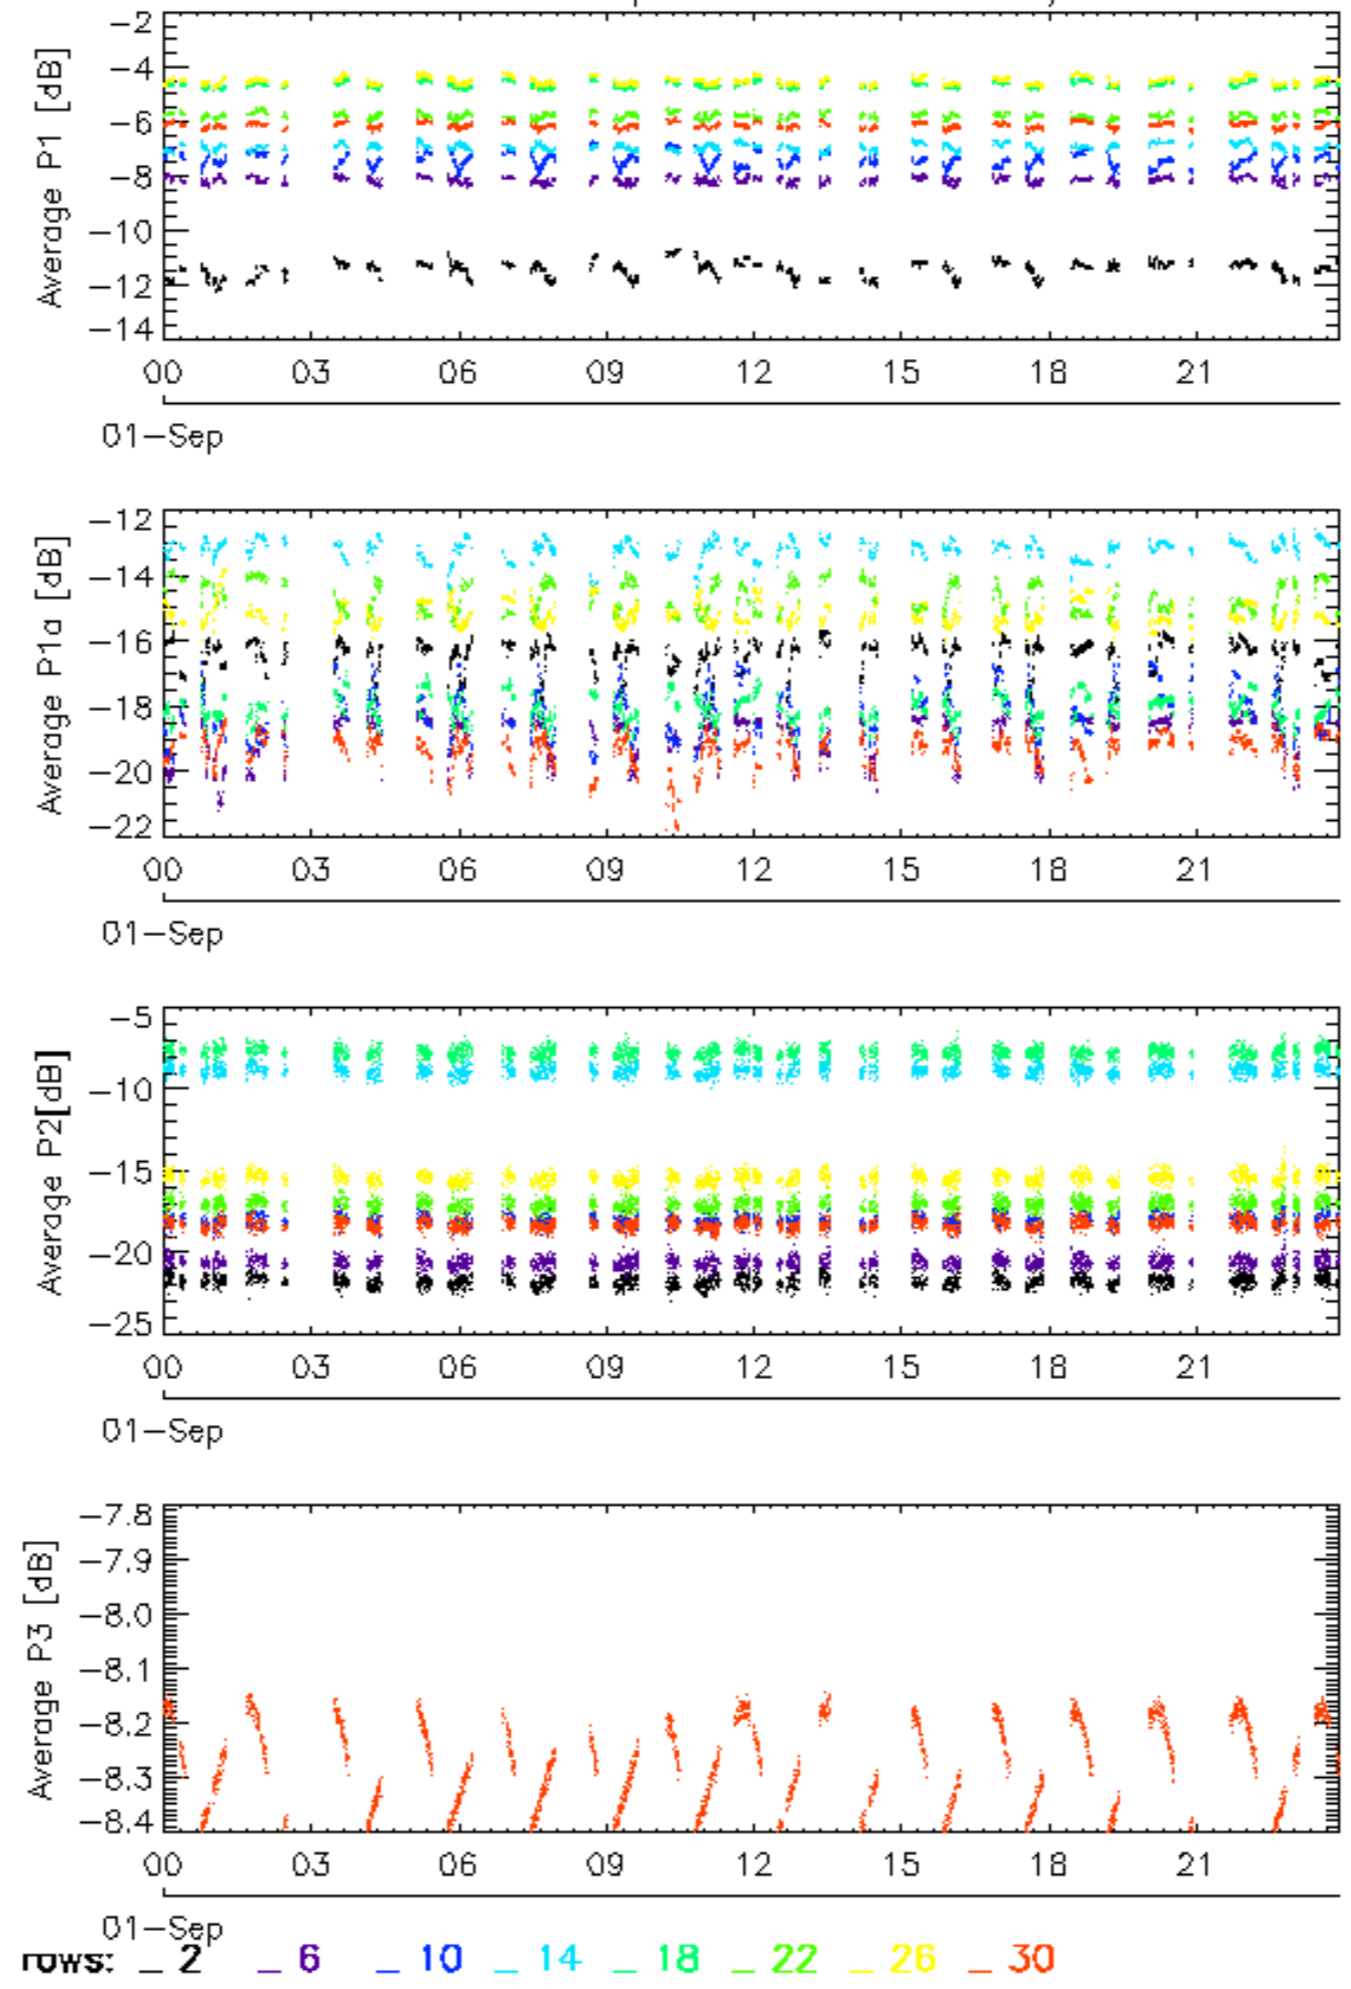 −2
−4
−6
−8
−10
−12
−14
Average P1 [dB]
00 03 06 09 12 15 18 21
01−Sep
−12
−14
−16
−18
−20
−22
Average P1a [dB]
00 03 06 09 12 15 18 21
01−Sep
−5
−10
−15
−20
−25
Average P2[dB]
00 03 06 09 12 15 18 21
01−Sep
−7.8
−7.9
−8.0
−8.1
−8.2
−8.3
−8.4
Average P3 [dB]
00 03 06 09 12 15 18 21
01−Sep
rows: _ 2 _ 6 _ 10 _ 14 _ 18 _ 22 _ 26 _ 30